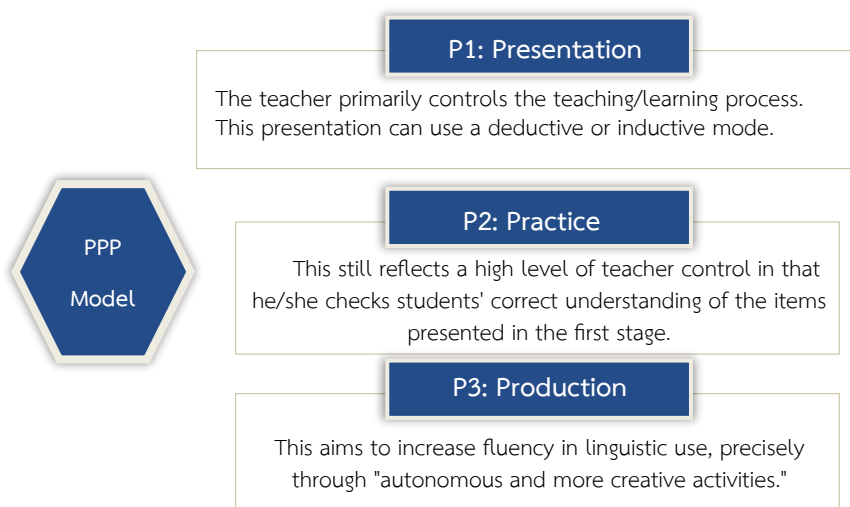 P1: Presentation
The teacher primarily controls the teaching/learning process.
This presentation can use a deductive or inductive mode.
PPP
Model
P2: Practice
This still reflects a high level of teacher control in that
he/she checks students' correct understanding of the items
presented in the first stage.
P3: Production
This aims to increase fluency in linguistic use, precisely
through "autonomous and more creative activities."